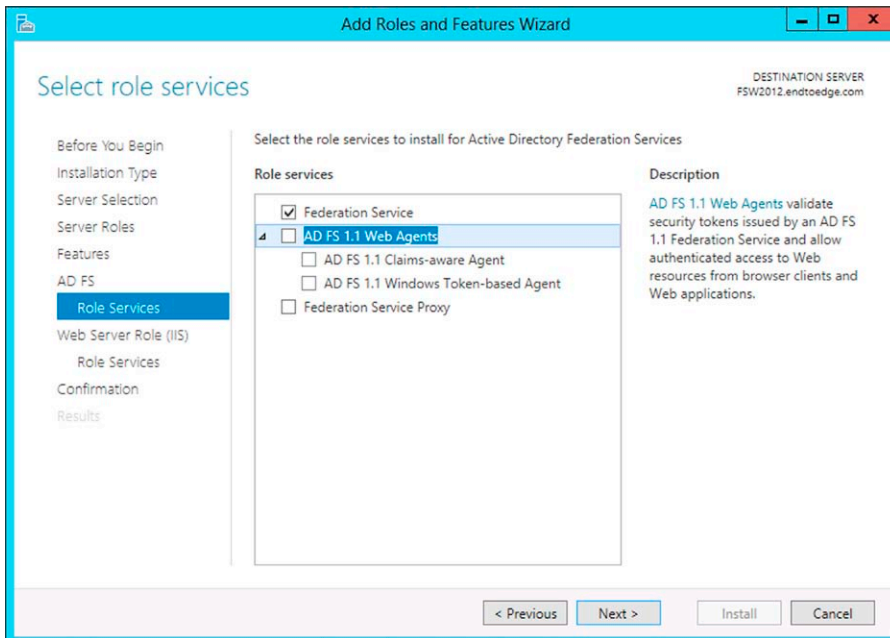 Add Roles and Features Wizard
Select role services
DESTINATION SERVER
FSW2012.endtoedge.com
Before You Begin
Installation Type
Server Selection
Server Roles
Features
AD FS
Role Services
Web Server Role (IIS)
Role Services
Confirmation
Results
Select the role services to install for Active Directory Federation Services
Role services
Federation Service
AD FS 1.1 Web Agents
AD FS 1.1 Claims-aware Agent
AD FS 1.1 Windows Token-based Agent
Federation Service Proxy
Description
AD FS 1.1 Web Agents validate
security tokens issued by an AD FS
1.1 Federation Service and allow
authenticated access to Web
resources from browser clients and
Web applications.
< Previous
Next >
Install
Cancel